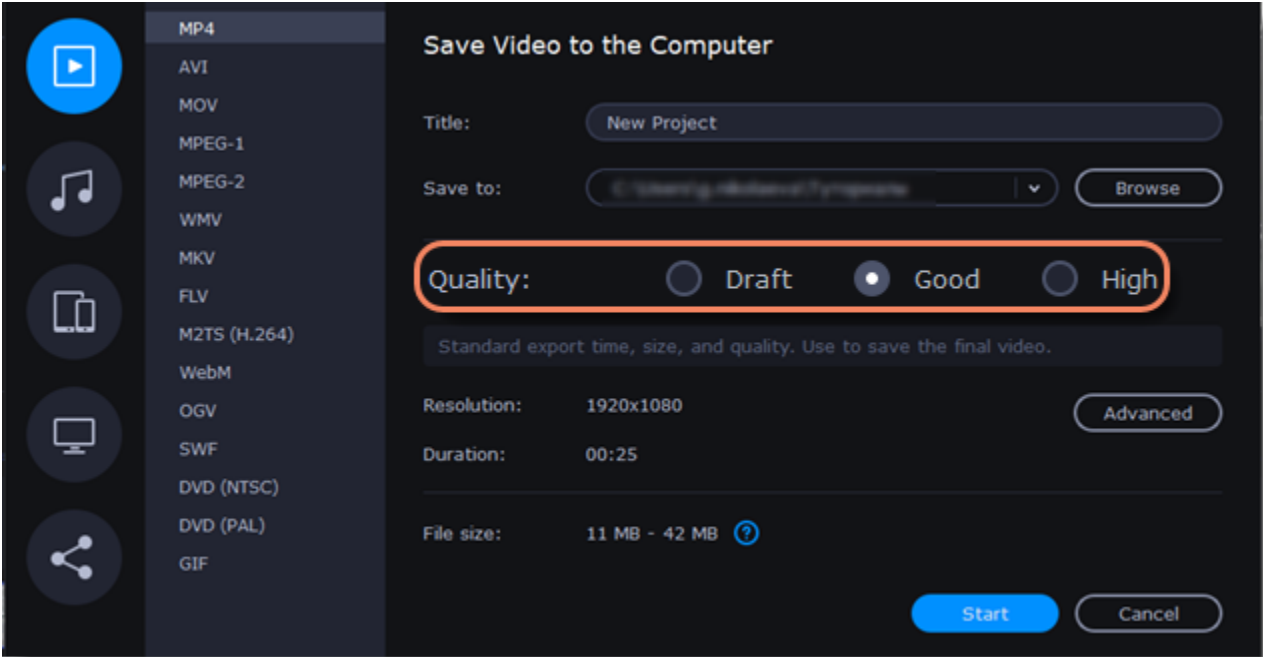 MP4
AVI
MOV
MPEG-1
MPEG-2
WMV
MKV
FLV
M2TS (H.264)
WebM
OGV
SWF
DVD (NTSC)
DVD (PAL)
GIF
Save Video to the Computer
Title: New Project
Save to: Browse
Quality: Draft Good High
Standard export time, size, and quality. Use to save the final video.
Resolution: 1920x1080 Advanced
Duration: 00:25
File size: 11 MB - 42 MB ?
Start Cancel